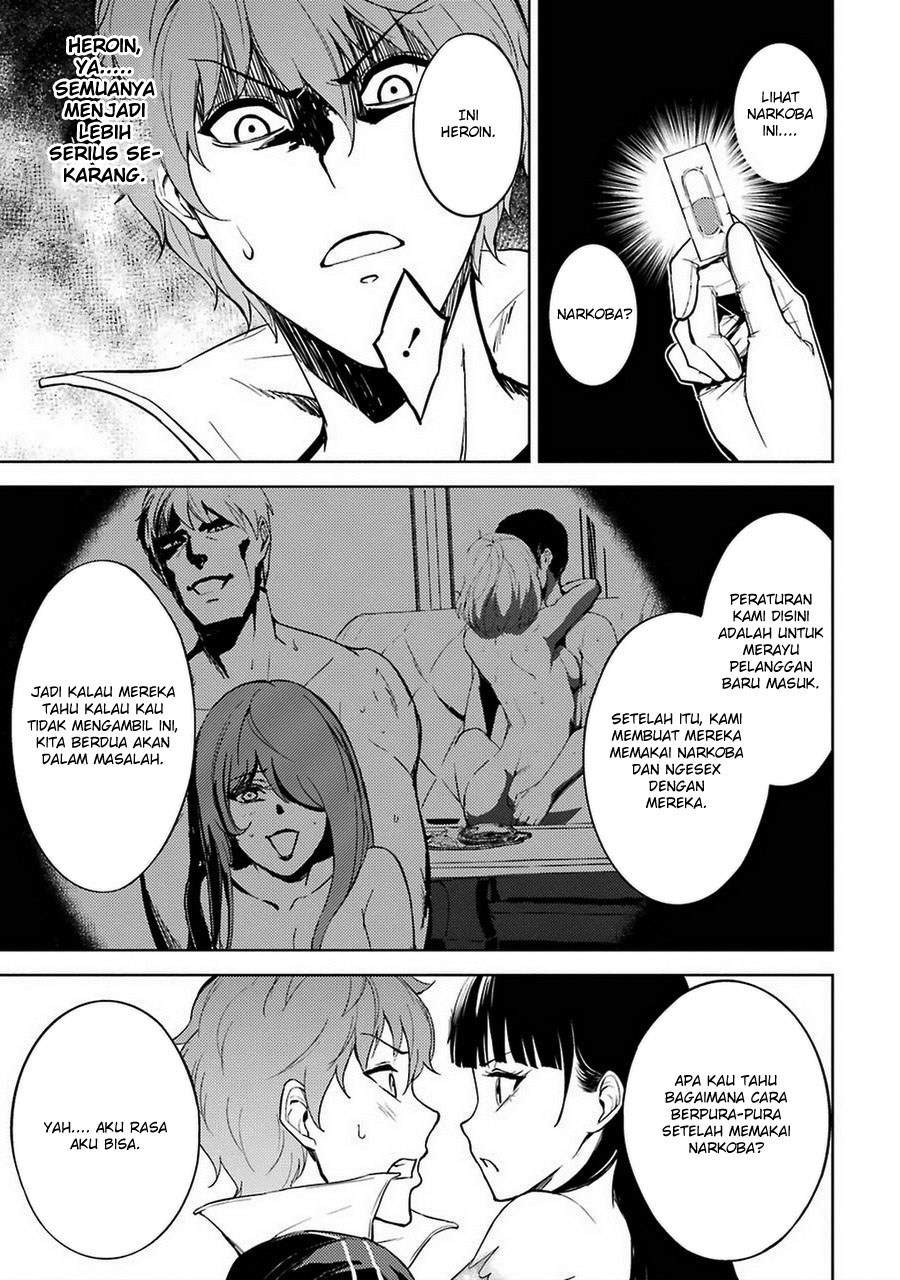 LIHAT
NARKOBA
INI....
NARKOBA?
INI
HEROIN.
!
HEROIN,
YA.....
SEMUANYA
MENJADI
LEBIH
SERIUS SE-
KARANG.
PERATURAN
KAMI DISINI
ADALAH UNTUK
MERAYU
PELANGGAN
BARU MASUK.
SETELAH ITU, KAMI
MEMBUAT MEREKA
MEMAKAI NARKOBA
DAN NGESEX
DENGAN
MEREKA.
JADI KALAU MEREKA
TAHU KALAU KAU
TIDAK MENGAMBIL INI,
KITA BERDUA AKAN
DALAM MASALAH.
APA KAU TAHU
BAGAIMANA CARA
BERPURA-PURA
SETELAH MEMAKAI
NARKOBA?
YAH.... AKU RASA
AKU BISA.